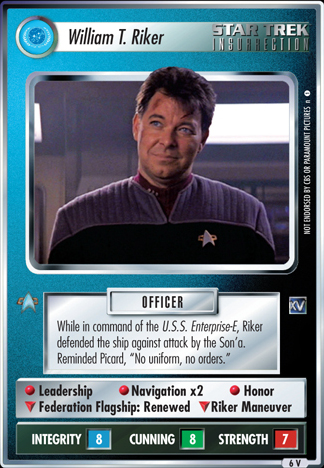 William T. Riker
STAR TREK
INSURRECTION
NOT ENDORSED BY CBS OR PARAMOUNT PICTURES n
OFFICER
While in command of the U.S.S. Enterprise-E, Riker
defended the ship against attack by the Son'a.
Reminded Picard, “No uniform, no orders.”
KV
Leadership Navigation x2 Honor
Federation Flagship: Renewed Riker Maneuver
INTEGRITY 8 CUNNING 8 STRENGTH 7
6 V